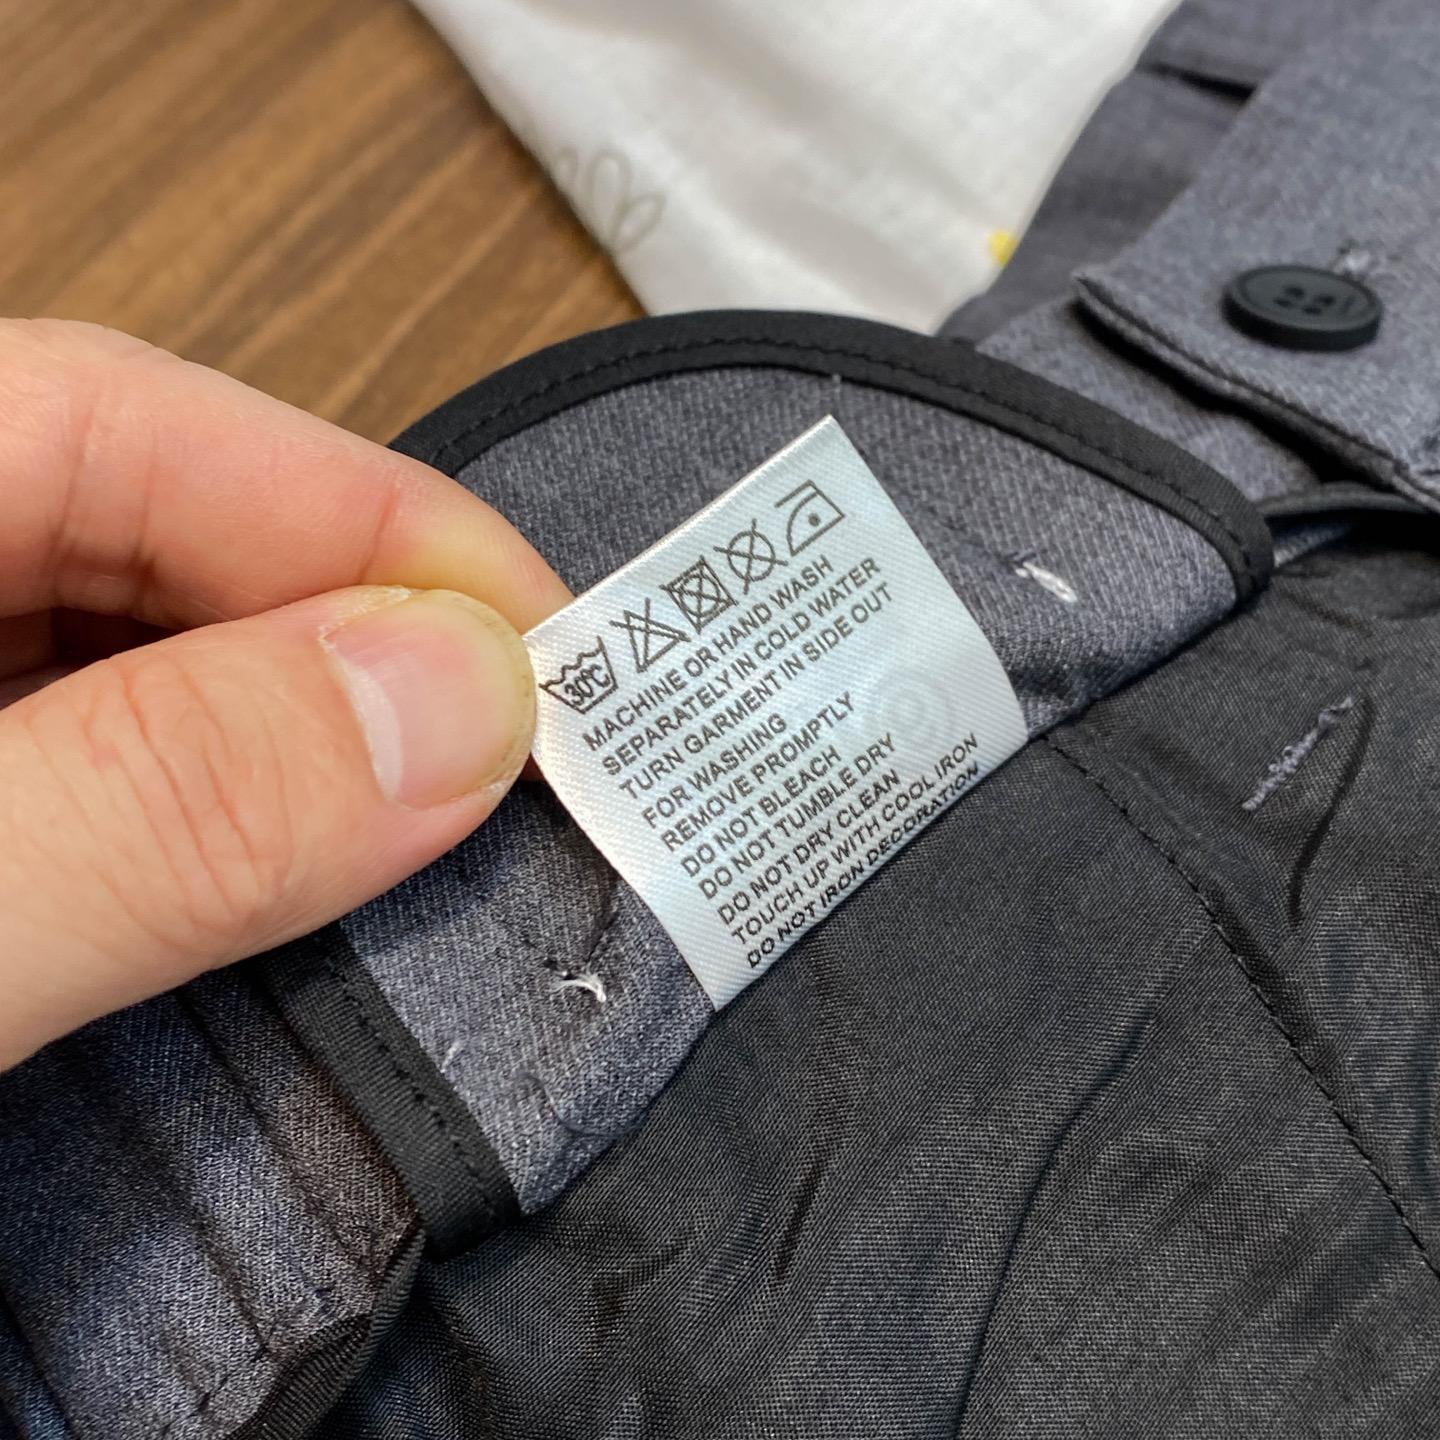 30℃
MACHINE OR HAND WASH
SEPARATELY IN COLD WATER
TURN GARMENT IN SIDE OUT
FOR WASHING
REMOVE PROMPTLY
DO NOT BLEACH
DO NOT TUMBLE DRY
DO NOT DRY CLEAN
TOUCH UP WITH COOL IRON
DO NOT IRON DECORATION